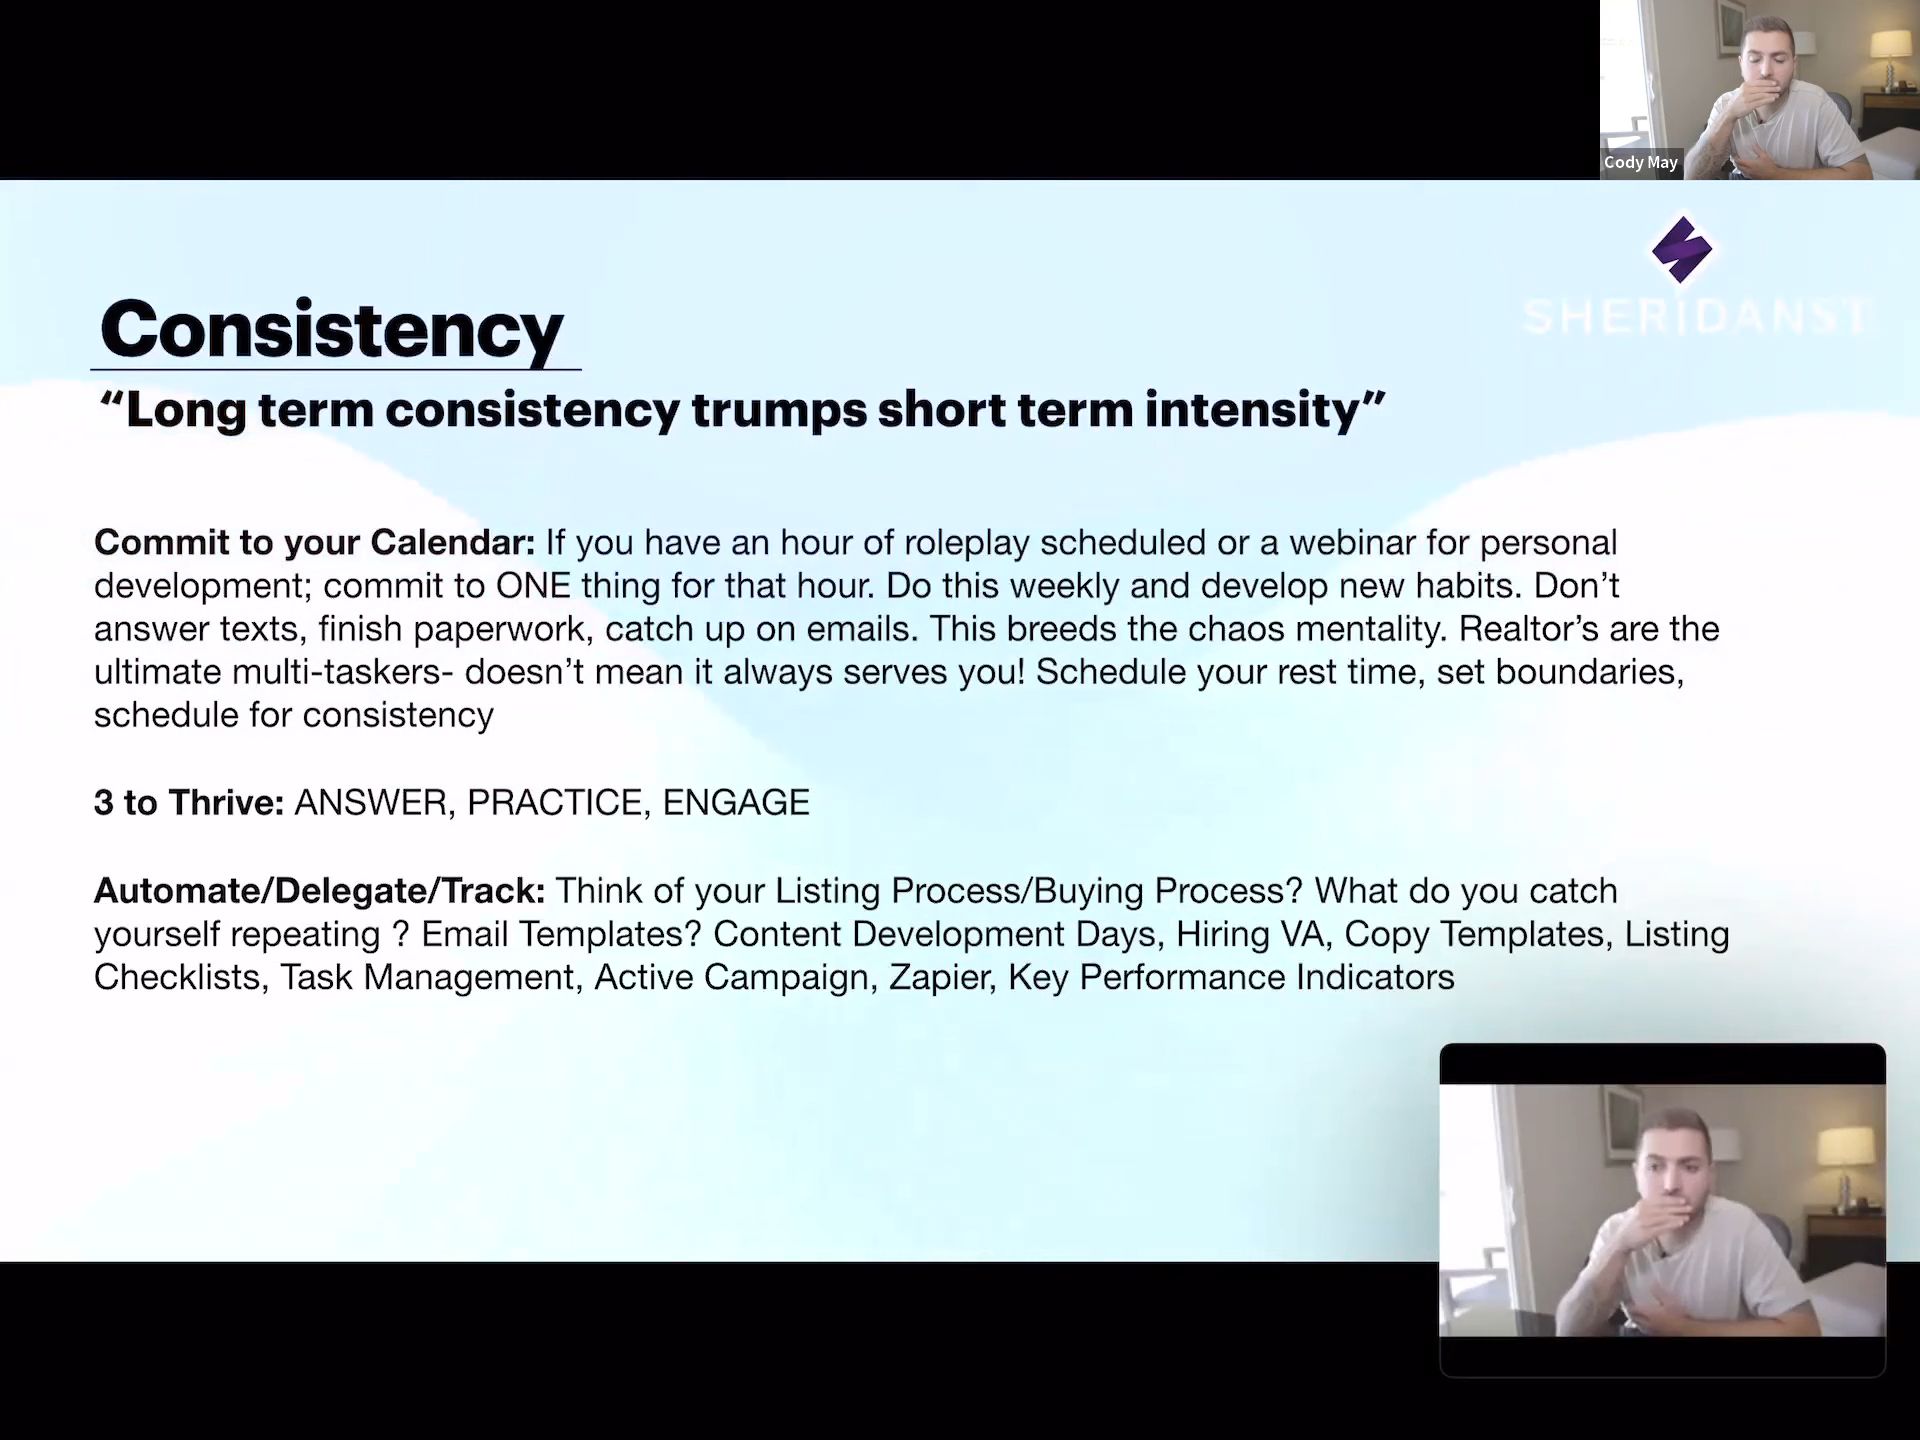 Cody May
SHERIDANST
Consistency
“Long term consistency trumps short term intensity”
Commit to your Calendar: If you have an hour of roleplay scheduled or a webinar for personal
development; commit to ONE thing for that hour. Do this weekly and develop new habits. Don’t
answer texts, finish paperwork, catch up on emails. This breeds the chaos mentality. Realtor’s are the
ultimate multi-taskers- doesn’t mean it always serves you! Schedule your rest time, set boundaries,
schedule for consistency
3 to Thrive: ANSWER, PRACTICE, ENGAGE
Automate/Delegate/Track: Think of your Listing Process/Buying Process? What do you catch
yourself repeating ? Email Templates? Content Development Days, Hiring VA, Copy Templates, Listing
Checklists, Task Management, Active Campaign, Zapier, Key Performance Indicators